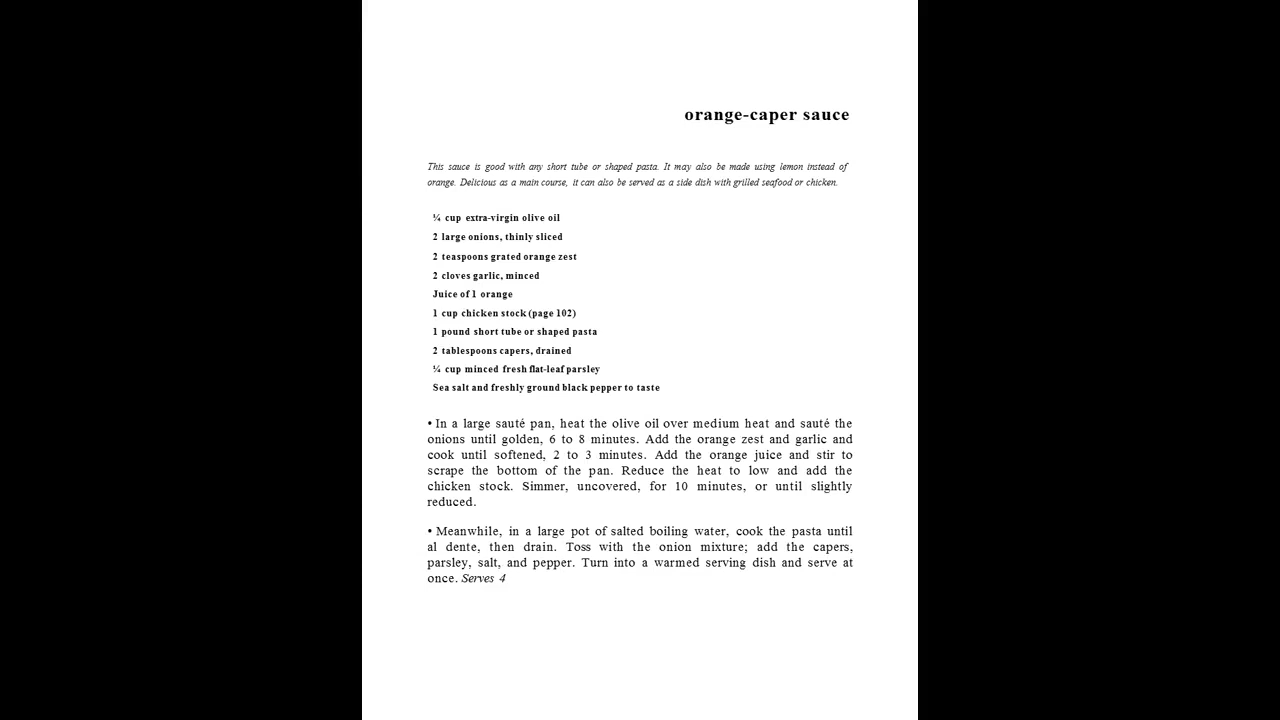 orange-caper sauce
This sauce is good with any short tube or shaped pasta. It may also be made using lemon instead of
orange. Delicious as a main course, it can also be served as a side dish with grilled seafood or chicken.
¼ cup extra-virgin olive oil
2 large onions, thinly sliced
2 teaspoons grated orange zest
2 cloves garlic, minced
Juice of 1 orange
1 cup chicken stock (page 102)
1 pound short tube or shaped pasta
2 tablespoons capers, drained
¼ cup minced fresh flat-leaf parsley
Sea salt and freshly ground black pepper to taste
• In a large sauté pan, heat the olive oil over medium heat and sauté the
onions until golden, 6 to 8 minutes. Add the orange zest and garlic and
cook until softened, 2 to 3 minutes. Add the orange juice and stir to
scrape the bottom of the pan. Reduce the heat to low and add the
chicken stock. Simmer, uncovered, for 10 minutes, or until slightly
reduced.
• Meanwhile, in a large pot of salted boiling water, cook the pasta until
al dente, then drain. Toss with the onion mixture; add the capers,
parsley, salt, and pepper. Turn into a warmed serving dish and serve at
once. Serves 4